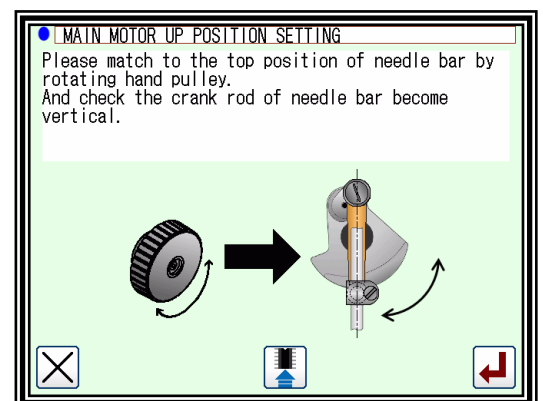 MAIN MOTOR UP POSITION SETTING
Please match to the top position of needle bar by
rotating hand pulley.
And check the crank rod of needle bar become
vertical.